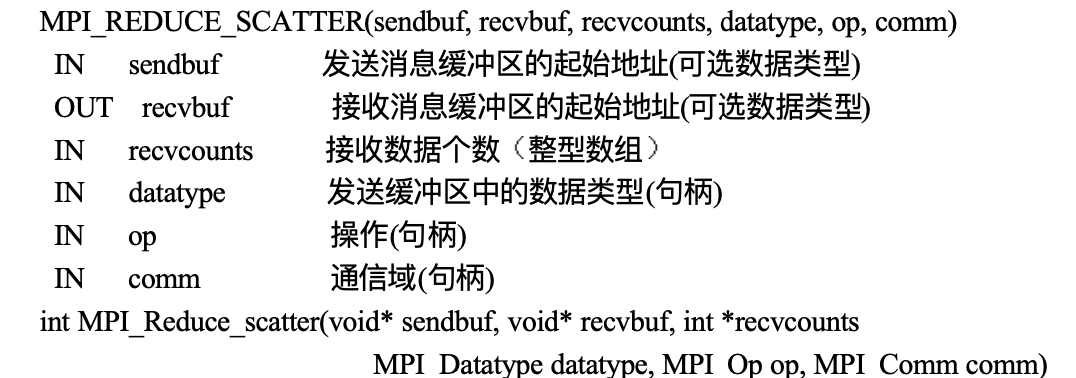 MPI_REDUCE_SCATTER(sendbuf, recvbuf, recvcounts, datatype, op, comm)
IN sendbuf 发送消息缓冲区的起始地址(可选数据类型)
OUT recvbuf 接收消息缓冲区的起始地址(可选数据类型)
IN recvcounts 接收数据个数（整型数组）
IN datatype 发送缓冲区中的数据类型(句柄)
IN op 操作(句柄)
IN comm 通信域(句柄)
int MPI_Reduce_scatter(void* sendbuf, void* recvbuf, int *recvcounts
MPI_Datatype datatype, MPI_Op op, MPI_Comm comm)